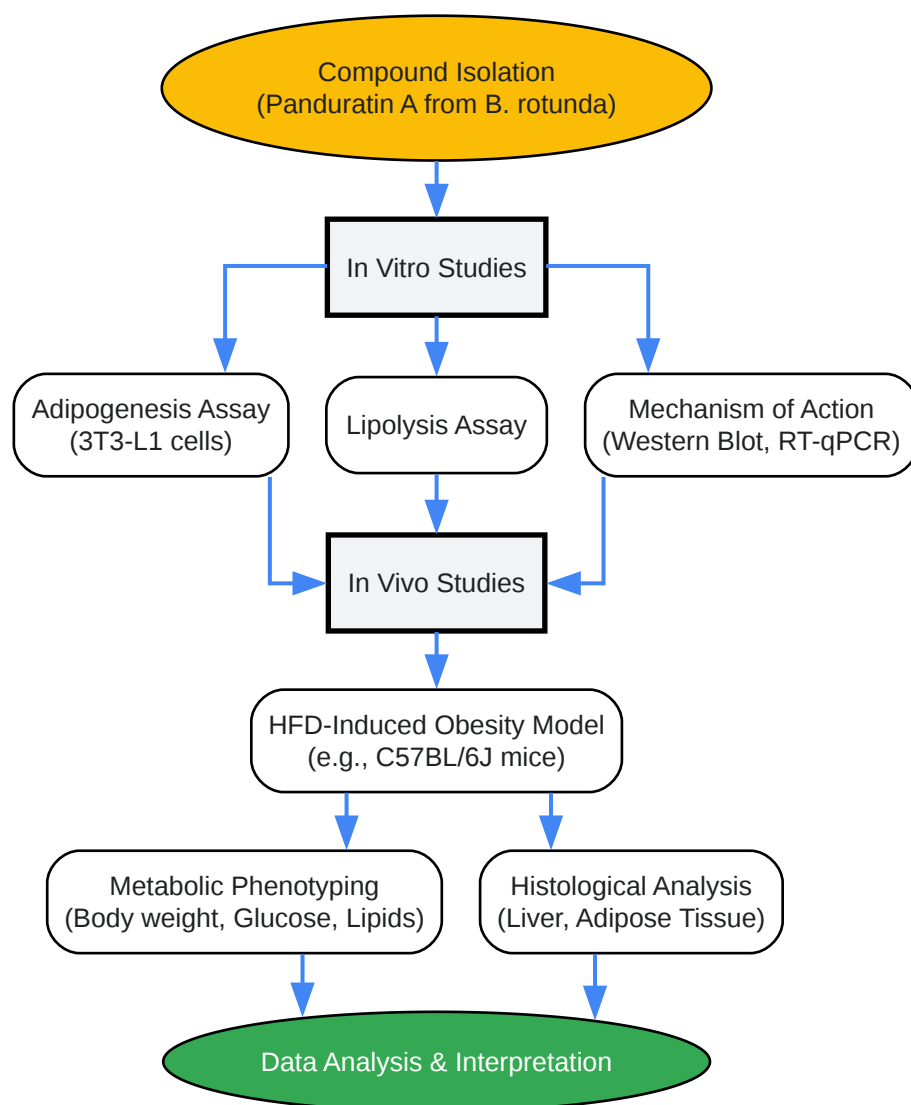 Compound Isolation
(Panduratin A from B. rotunda)
In Vitro Studies
Adipogenesis Assay
(3T3-L1 cells)
Lipolysis Assay
Mechanism of Action
(Western Blot, RT-qPCR)
In Vivo Studies
HFD-Induced Obesity Model
(e.g., C57BL/6J mice)
Metabolic Phenotyping
(Body weight, Glucose, Lipids)
Histological Analysis
(Liver, Adipose Tissue)
Data Analysis & Interpretation